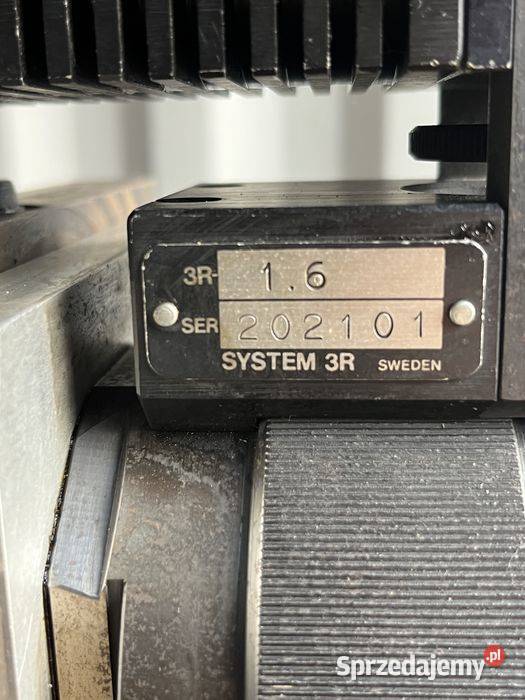 3R- 1.6
SER 202101
SYSTEM 3R SWEDEN
Sprzedajemy.pl